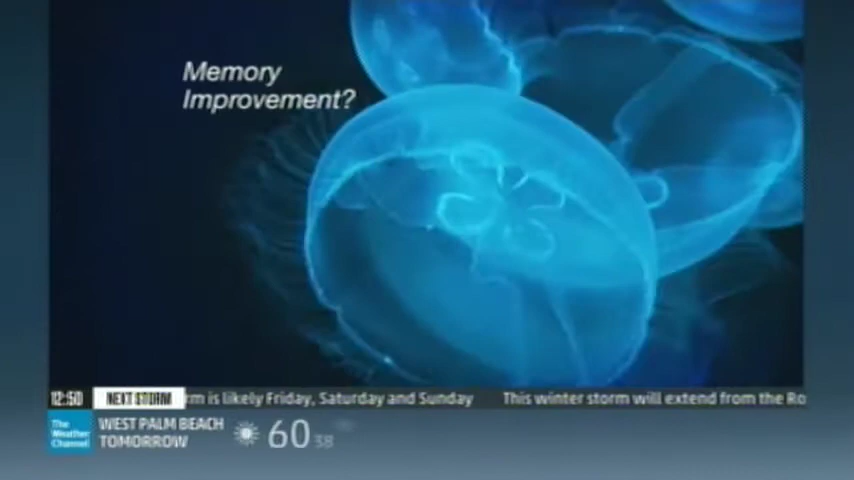 Memory
Improvement?
12:50 NEXT STORM rm is likely Friday, Saturday and Sunday This winter storm will extend from the Ro
The
Weather
Channel
WEST PALM BEACH
TOMORROW
60 38